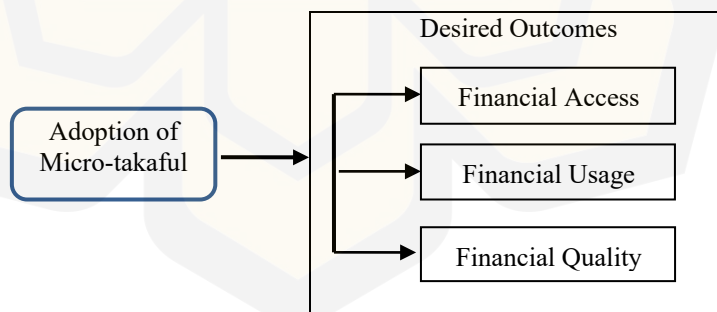 Desired Outcomes
Adoption of
Micro-takaful
Financial Access
Financial Usage
Financial Quality